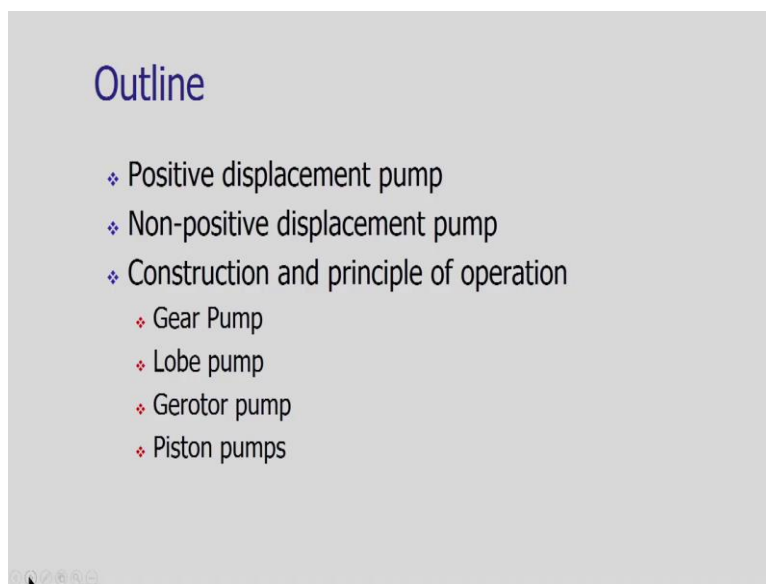 Outline
Positive displacement pump
Non-positive displacement pump
Construction and principle of operation
Gear Pump
Lobe pump
Gerotor pump
Piston pumps